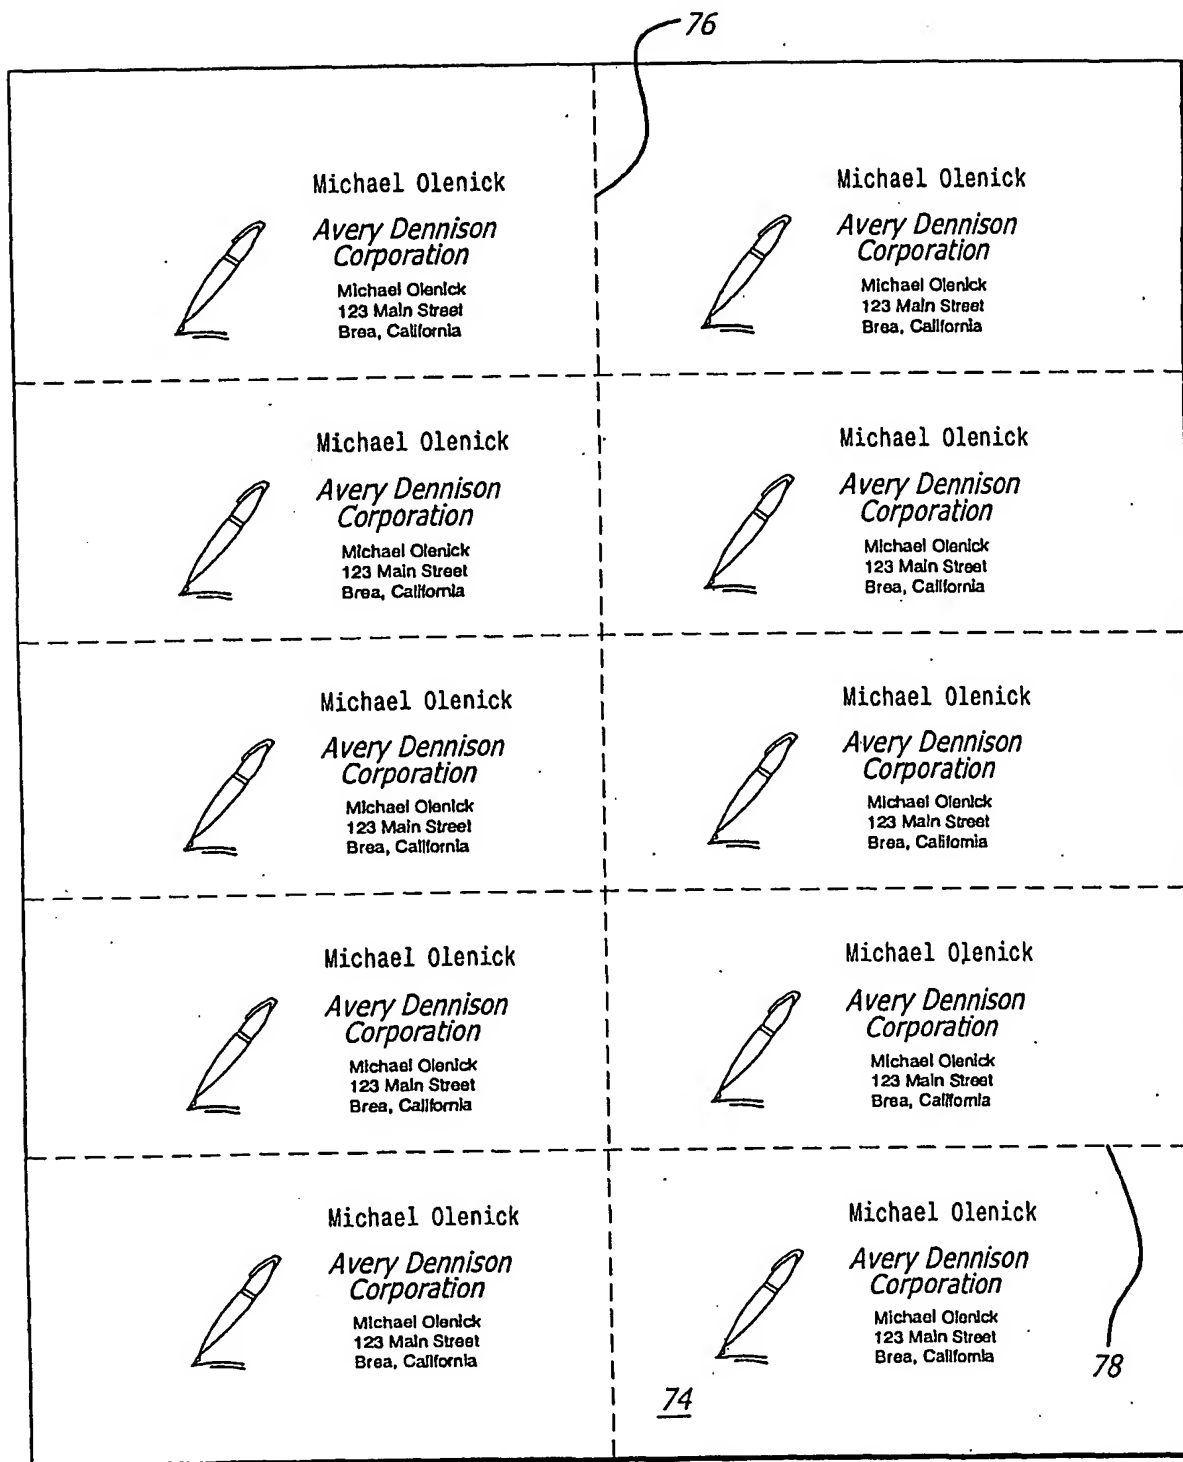 76
Michael Olenick
Avery Dennison
Corporation
Michael Olenick
123 Main Street
Brea, California
Michael Olenick
Avery Dennison
Corporation
Michael Olenick
123 Main Street
Brea, California
Michael Olenick
Avery Dennison
Corporation
Michael Olenick
123 Main Street
Brea, California
Michael Olenick
Avery Dennison
Corporation
Michael Olenick
123 Main Street
Brea, California
Michael Olenick
Avery Dennison
Corporation
Michael Olenick
123 Main Street
Brea, California
Michael Olenick
Avery Dennison
Corporation
Michael Olenick
123 Main Street
Brea, California
Michael Olenick
Avery Dennison
Corporation
Michael Olenick
123 Main Street
Brea, California
Michael Olenick
Avery Dennison
Corporation
Michael Olenick
123 Main Street
Brea, California
Michael Olenick
Avery Dennison
Corporation
Michael Olenick
123 Main Street
Brea, California
Michael Olenick
Avery Dennison
Corporation
Michael Olenick
123 Main Street
Brea, California
78
74